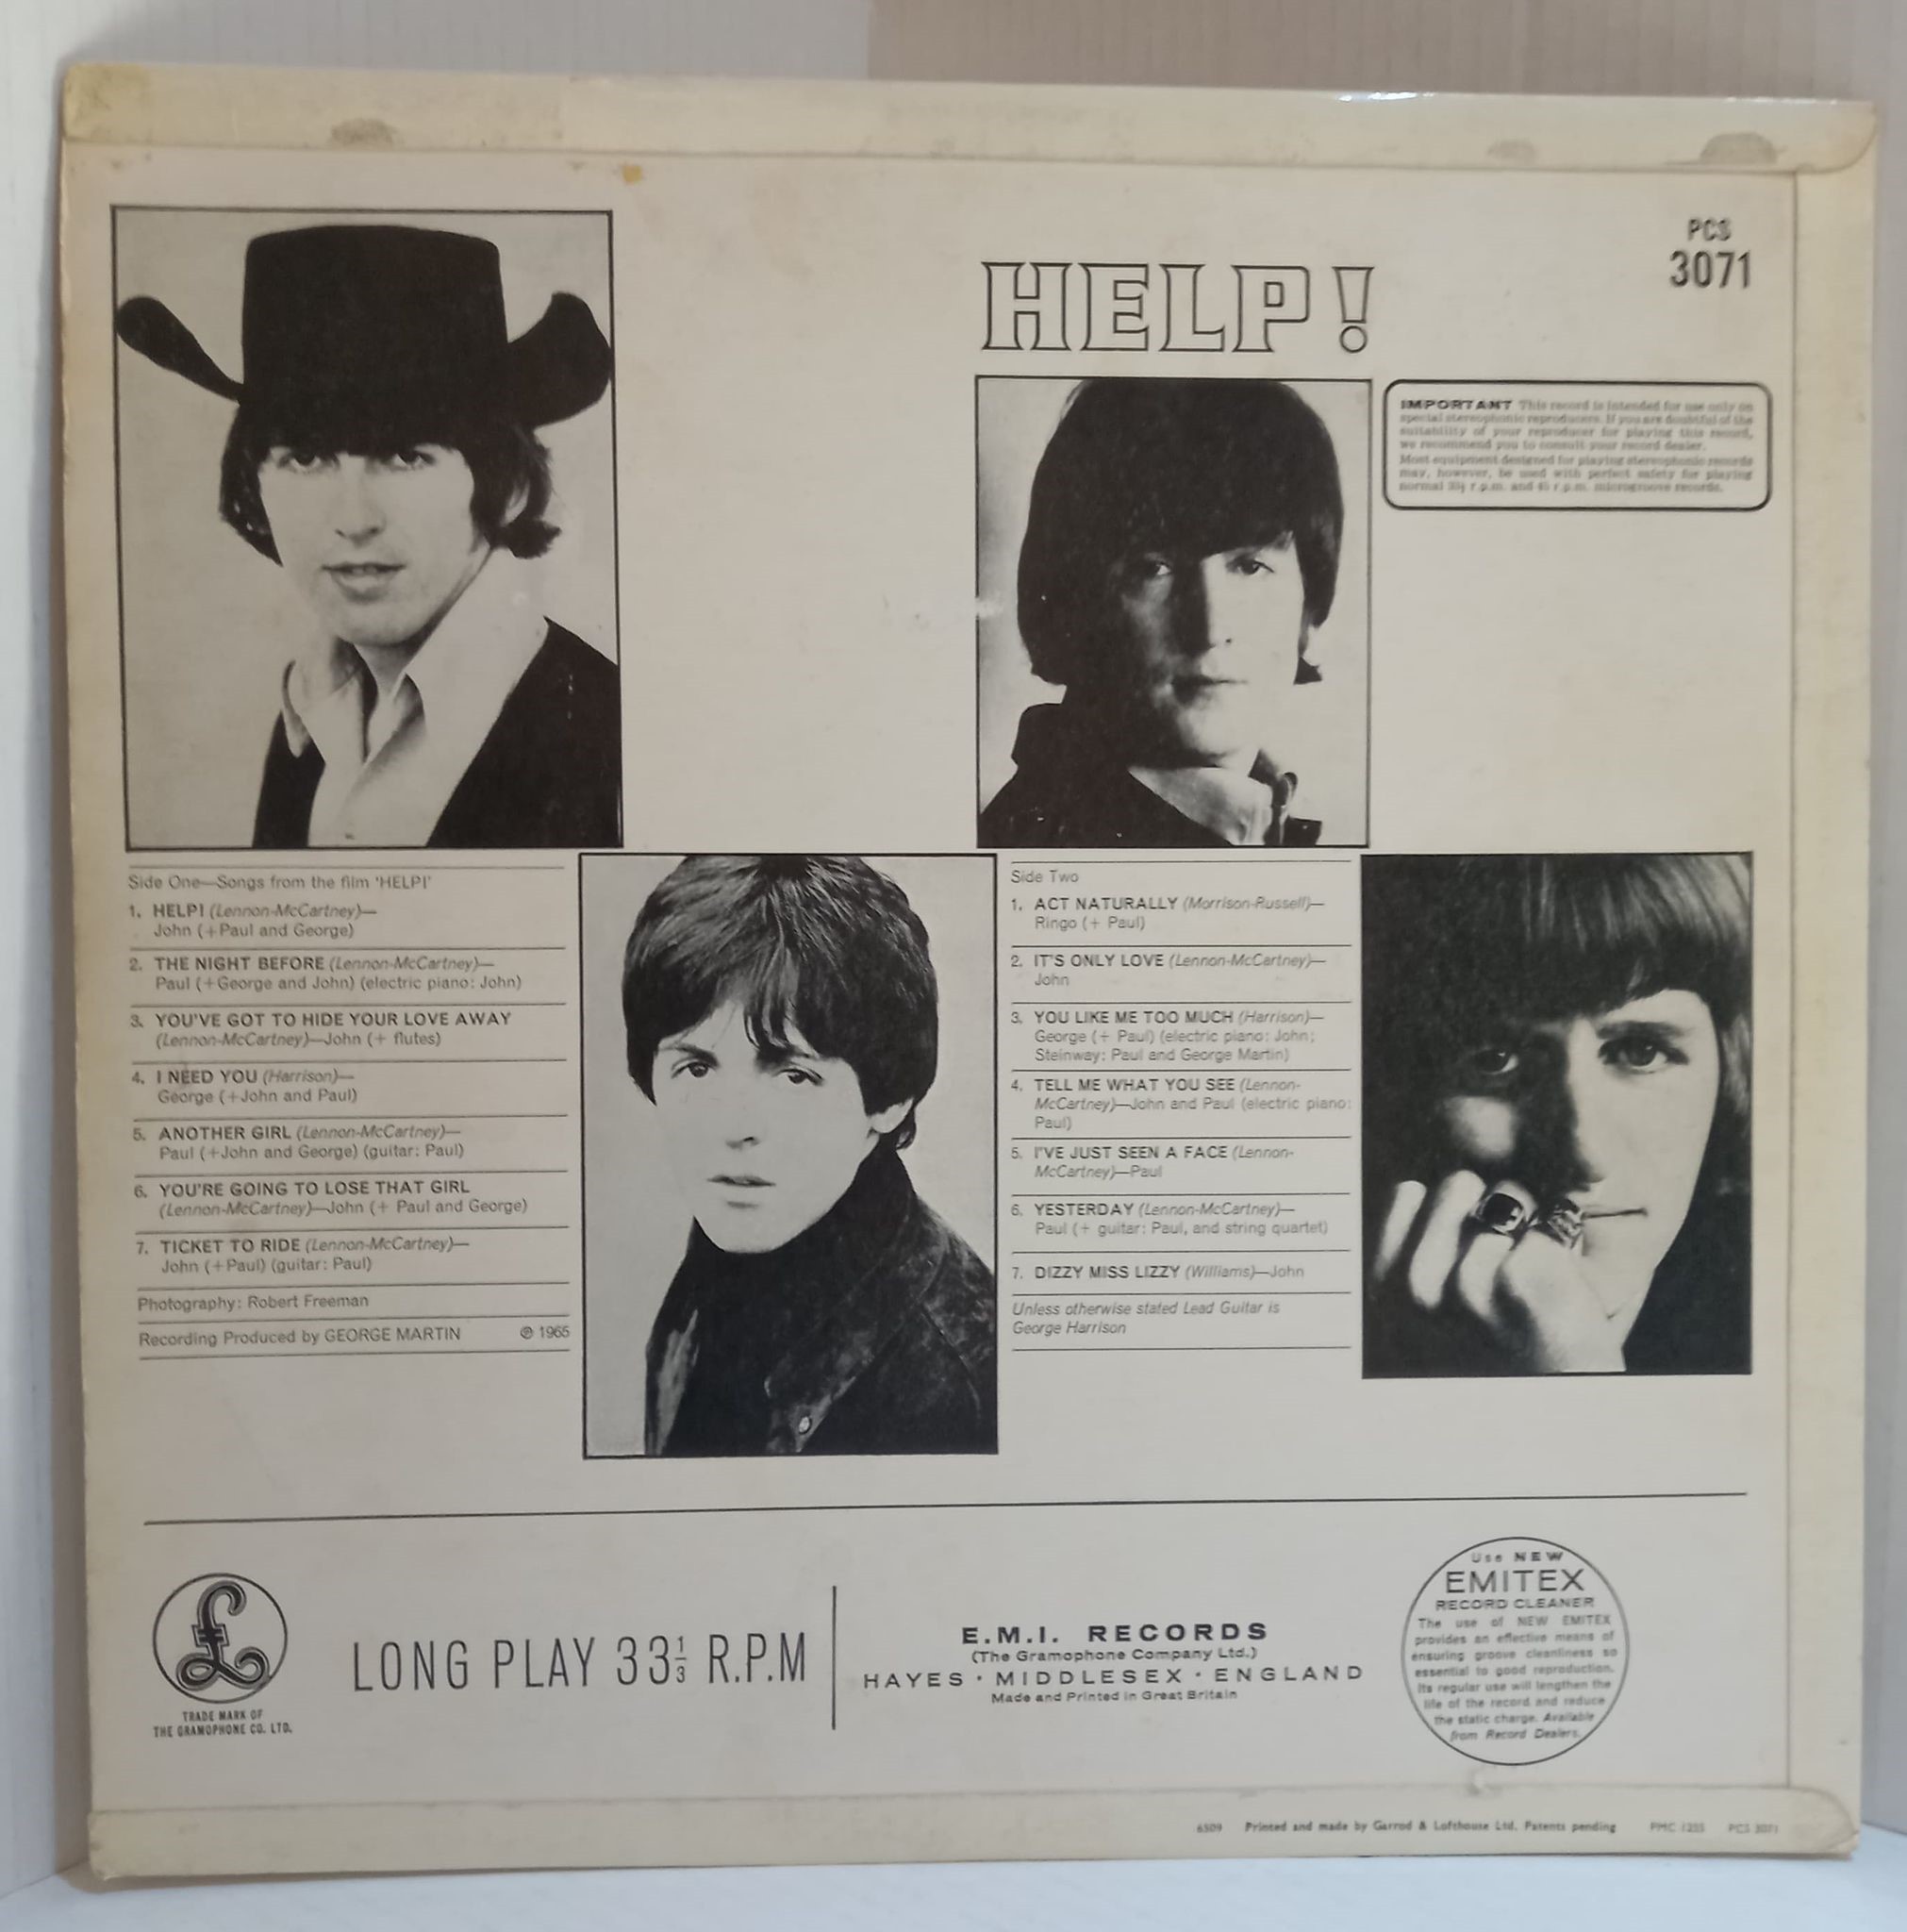 PCS
3071
HELP!
IMPORTANT This record is intended for use only on
special stereophonic reproducers. If you are doubtful of the
suitability of your reproducer for playing this record,
we recommend you to consult your record dealer.
Most equipment designed for playing stereophonic records
may, however, be used with perfect safety for playing
normal 33⅓ r.p.m. and 45 r.p.m. microgroove records.
Side One—Songs from the film 'HELP!'
1. HELP! (Lennon-McCartney)—
John (+Paul and George)
2. THE NIGHT BEFORE (Lennon-McCartney)—
Paul (+George and John) (electric piano: John)
3. YOU'VE GOT TO HIDE YOUR LOVE AWAY
(Lennon-McCartney)—John (+ flutes)
4. I NEED YOU (Harrison)—
George (+John and Paul)
5. ANOTHER GIRL (Lennon-McCartney)—
Paul (+John and George) (guitar: Paul)
6. YOU'RE GOING TO LOSE THAT GIRL
(Lennon-McCartney)—John (+ Paul and George)
7. TICKET TO RIDE (Lennon-McCartney)—
John (+Paul) (guitar: Paul)
Photography: Robert Freeman
Recording Produced by GEORGE MARTIN ℗ 1965
Side Two
1. ACT NATURALLY (Morrison-Russell)—
Ringo (+ Paul)
2. IT'S ONLY LOVE (Lennon-McCartney)—
John
3. YOU LIKE ME TOO MUCH (Harrison)—
George (+ Paul) (electric piano: John;
Steinway: Paul and George Martin)
4. TELL ME WHAT YOU SEE (Lennon-
McCartney)—John and Paul (electric piano:
Paul)
5. I'VE JUST SEEN A FACE (Lennon-
McCartney)—Paul
6. YESTERDAY (Lennon-McCartney)—
Paul (+ guitar: Paul, and string quartet)
7. DIZZY MISS LIZZY (Williams)—John
Unless otherwise stated Lead Guitar is
George Harrison
£
TRADE MARK OF
THE GRAMOPHONE CO. LTD.
LONG PLAY 33⅓ R.P.M
E.M.I. RECORDS
(The Gramophone Company Ltd.)
HAYES · MIDDLESEX · ENGLAND
Made and Printed in Great Britain
Use NEW
EMITEX
RECORD CLEANER
The use of NEW EMITEX
provides an effective means of
ensuring groove cleanliness so
essential to good reproduction.
Its regular use will lengthen the
life of the record and reduce
the static charge. Available
from Record Dealers.
6509 Printed and made by Garrod & Lofthouse Ltd. Patents pending PMC 1255 PCS 3071